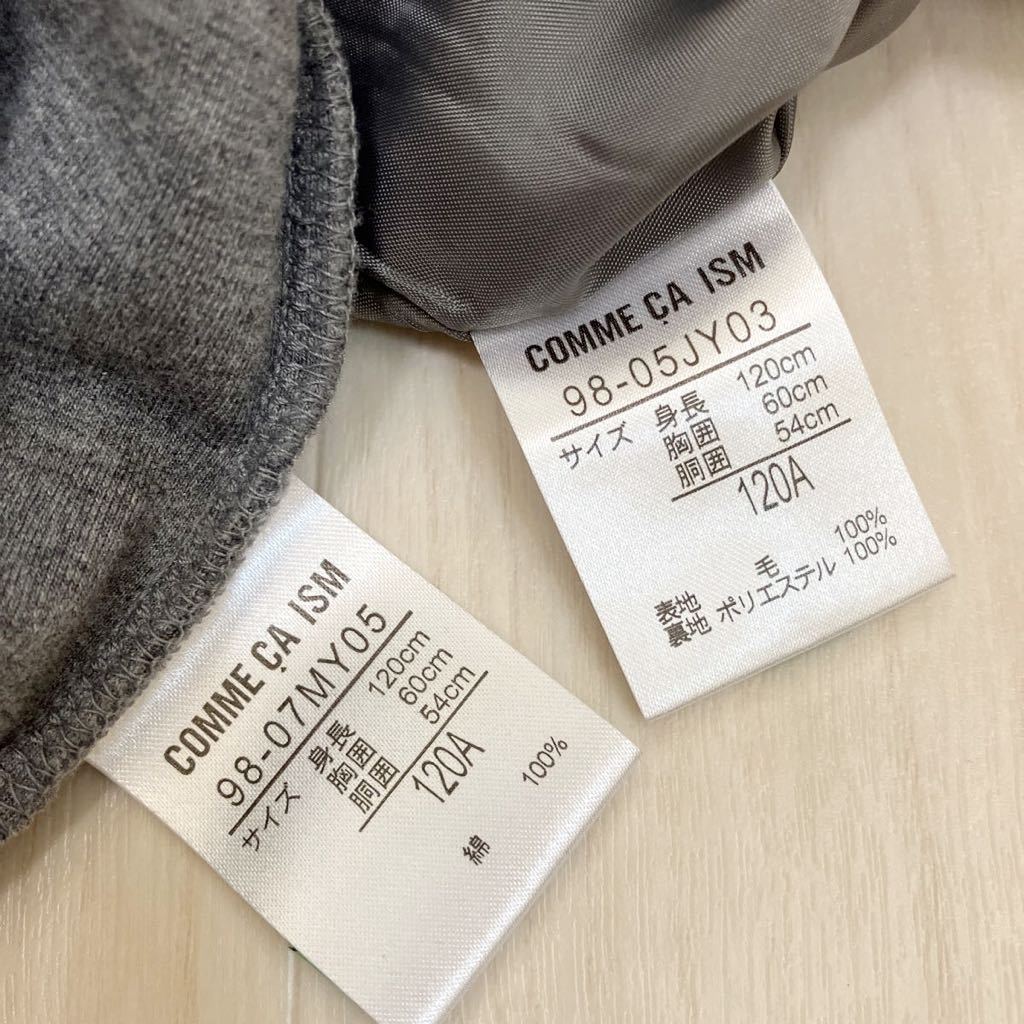 COMME ÇA ISM
98-05JY03
サイズ 身長 120cm
胸囲 60cm
胴囲 54cm
120A
表地 毛 100%
裏地 ポリエステル 100%
COMME ÇA ISM
98-07MY05
サイズ 身長 120cm
胸囲 60cm
胴囲 54cm
120A
綿 100%